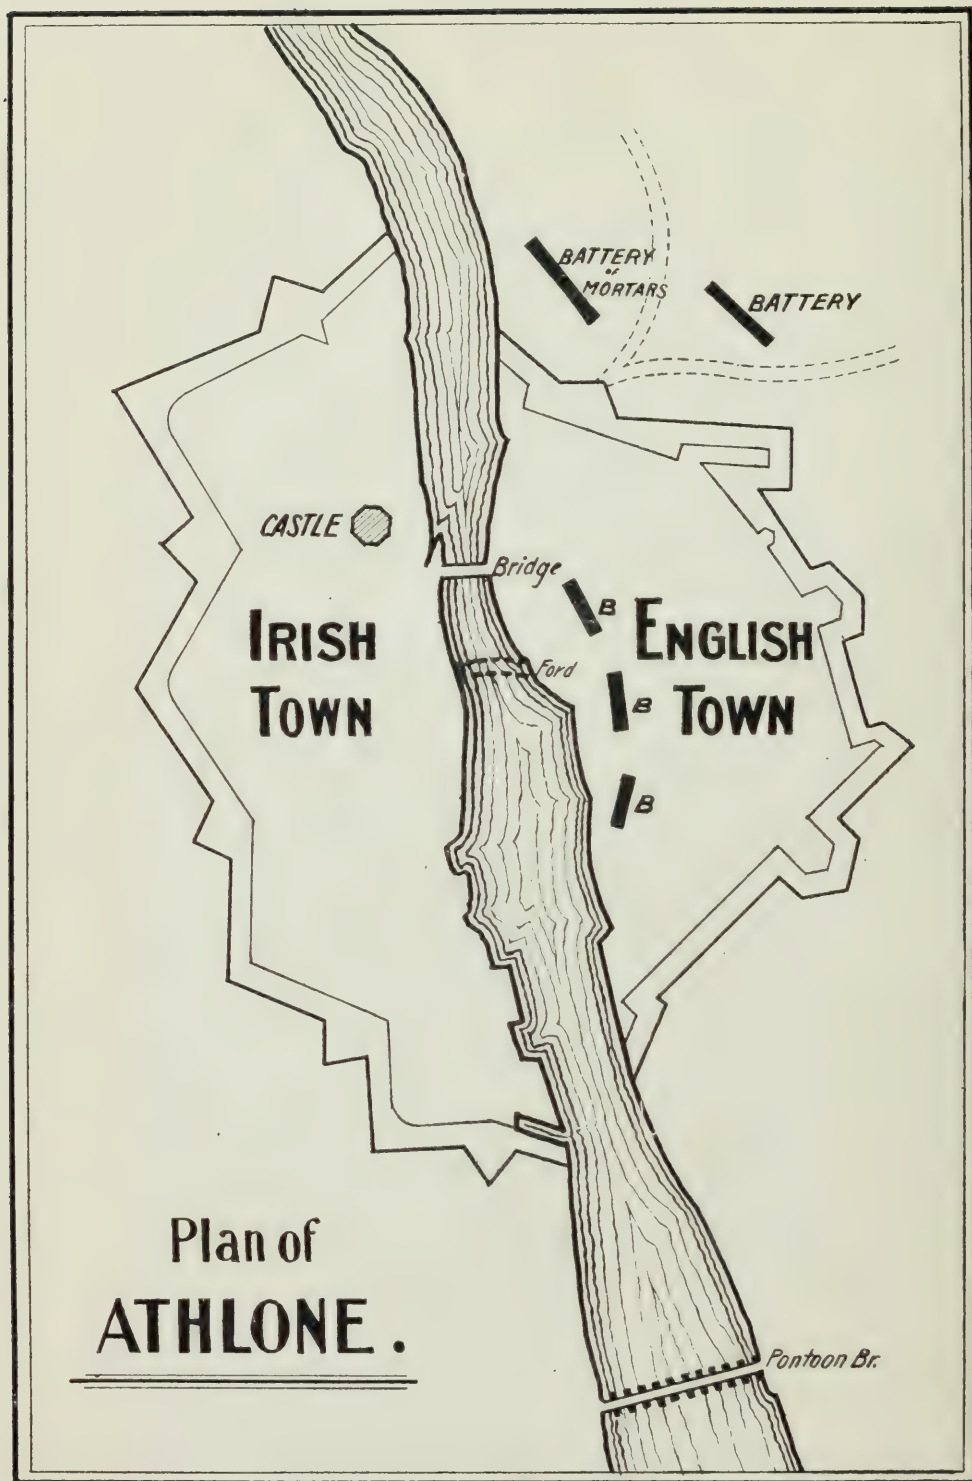 BATTERY
OF
MORTARS
BATTERY
CASTLE
Bridge
B
IRISH
TOWN
ENGLISH
TOWN
Ford
B
B
Plan of
ATHLONE.
Pontoon Br.